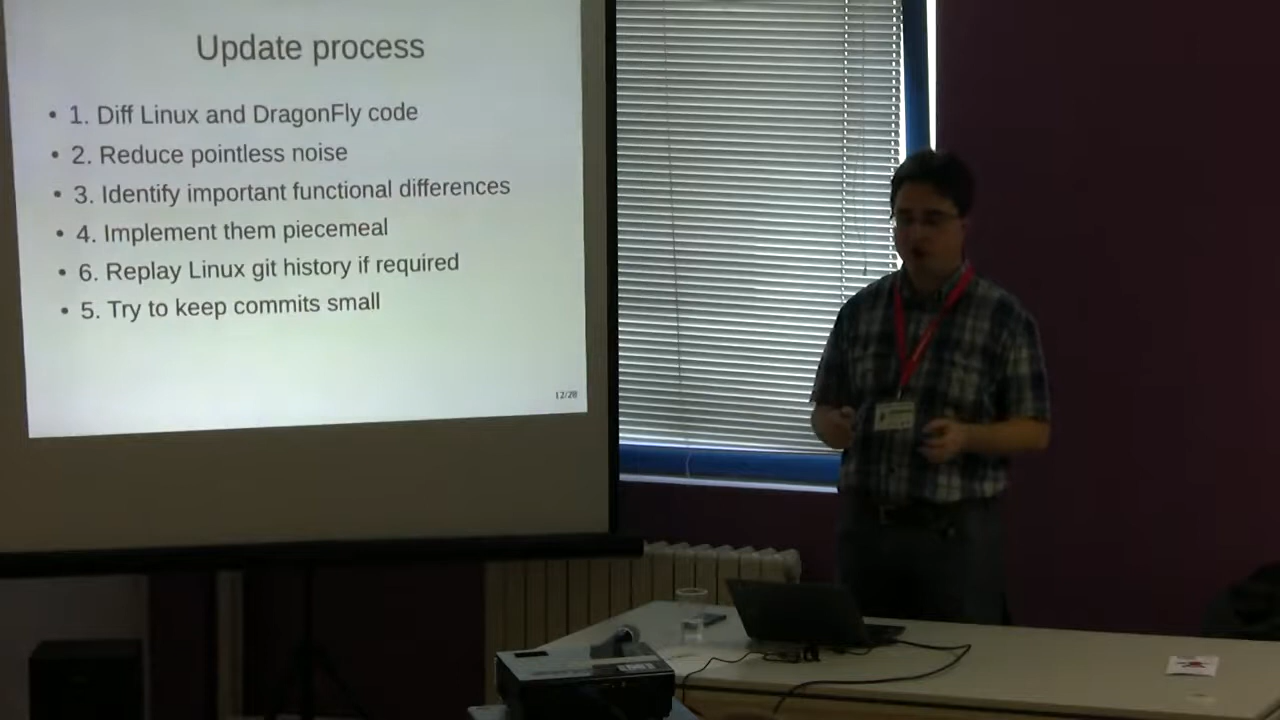 Update process
• 1. Diff Linux and DragonFly code
• 2. Reduce pointless noise
• 3. Identify important functional differences
• 4. Implement them piecemeal
• 6. Replay Linux git history if required
• 5. Try to keep commits small
12/20